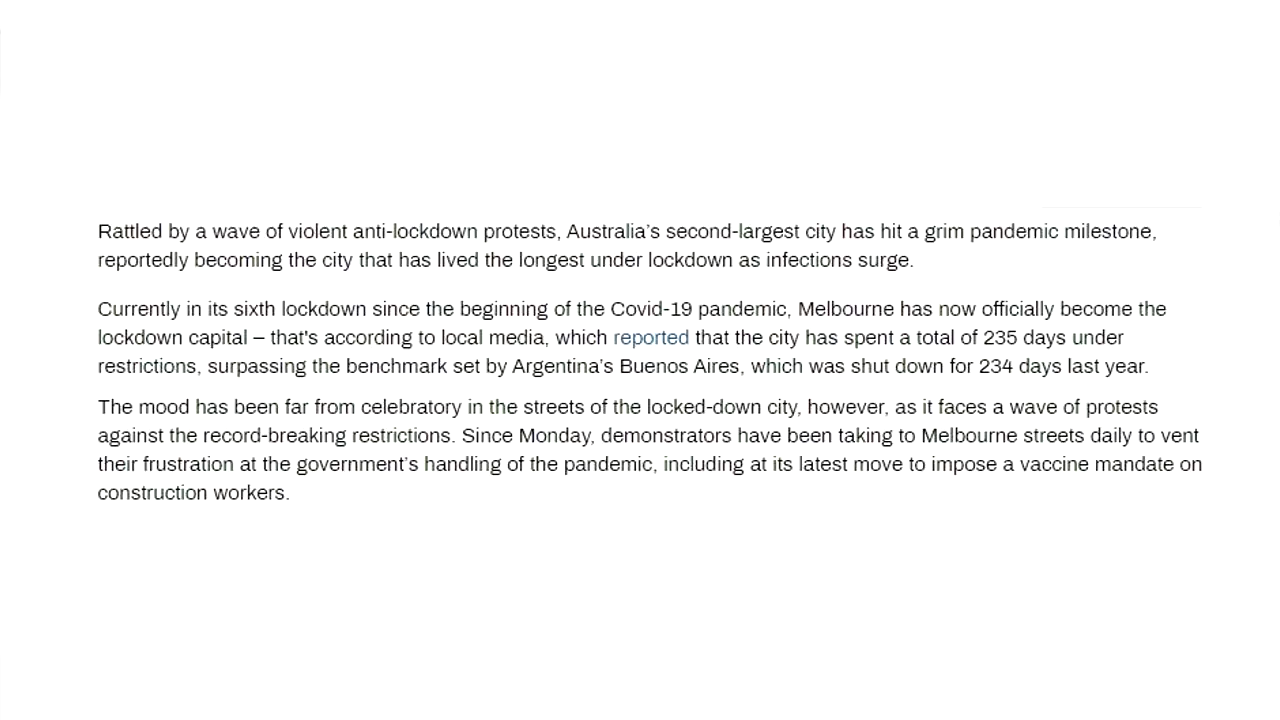 Rattled by a wave of violent anti-lockdown protests, Australia's second-largest city has hit a grim pandemic milestone,
reportedly becoming the city that has lived the longest under lockdown as infections surge.
Currently in its sixth lockdown since the beginning of the Covid-19 pandemic, Melbourne has now officially become the
lockdown capital – that's according to local media, which reported that the city has spent a total of 235 days under
restrictions, surpassing the benchmark set by Argentina's Buenos Aires, which was shut down for 234 days last year.
The mood has been far from celebratory in the streets of the locked-down city, however, as it faces a wave of protests
against the record-breaking restrictions. Since Monday, demonstrators have been taking to Melbourne streets daily to vent
their frustration at the government's handling of the pandemic, including at its latest move to impose a vaccine mandate on
construction workers.